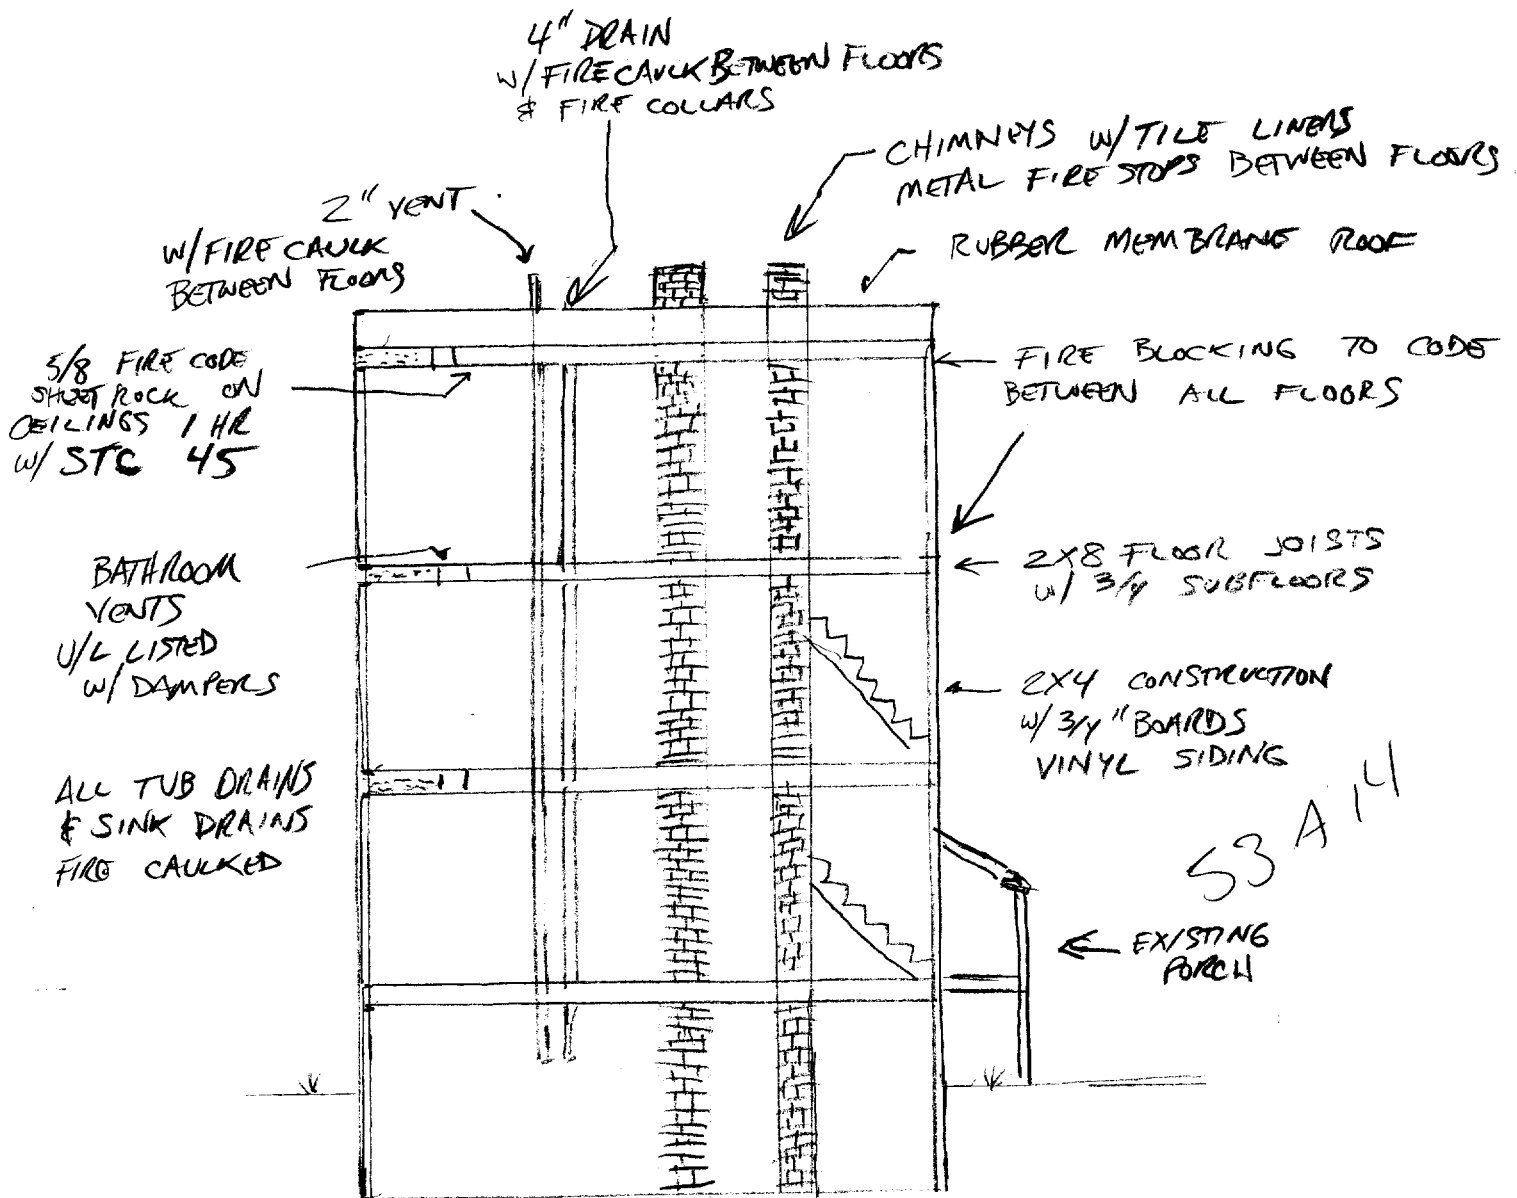 4" DRAIN
W/ FIRE CAULK BETWEEN FLOORS
& FIRE COLLARS
CHIMNEYS W/ TILE LINERS
METAL FIRE STOPS BETWEEN FLOORS
2" VENT
W/ FIRE CAULK
BETWEEN FLOORS
RUBBER MEMBRANE ROOF
5/8 FIRE CODE
SHEET ROCK ON
CEILINGS 1 HR
W/ STC 45
FIRE BLOCKING TO CODE
BETWEEN ALL FLOORS
BATHROOM
VENTS
U/L LISTED
W/ DAMPERS
2X8 FLOOR JOISTS
W/ 3/4 SUBFLOORS
2X4 CONSTRUCTION
W/ 3/4" BOARDS
VINYL SIDING
ALL TUB DRAINS
& SINK DRAINS
FIRE CAULKED
53 A 14
EXISTING
PORCH